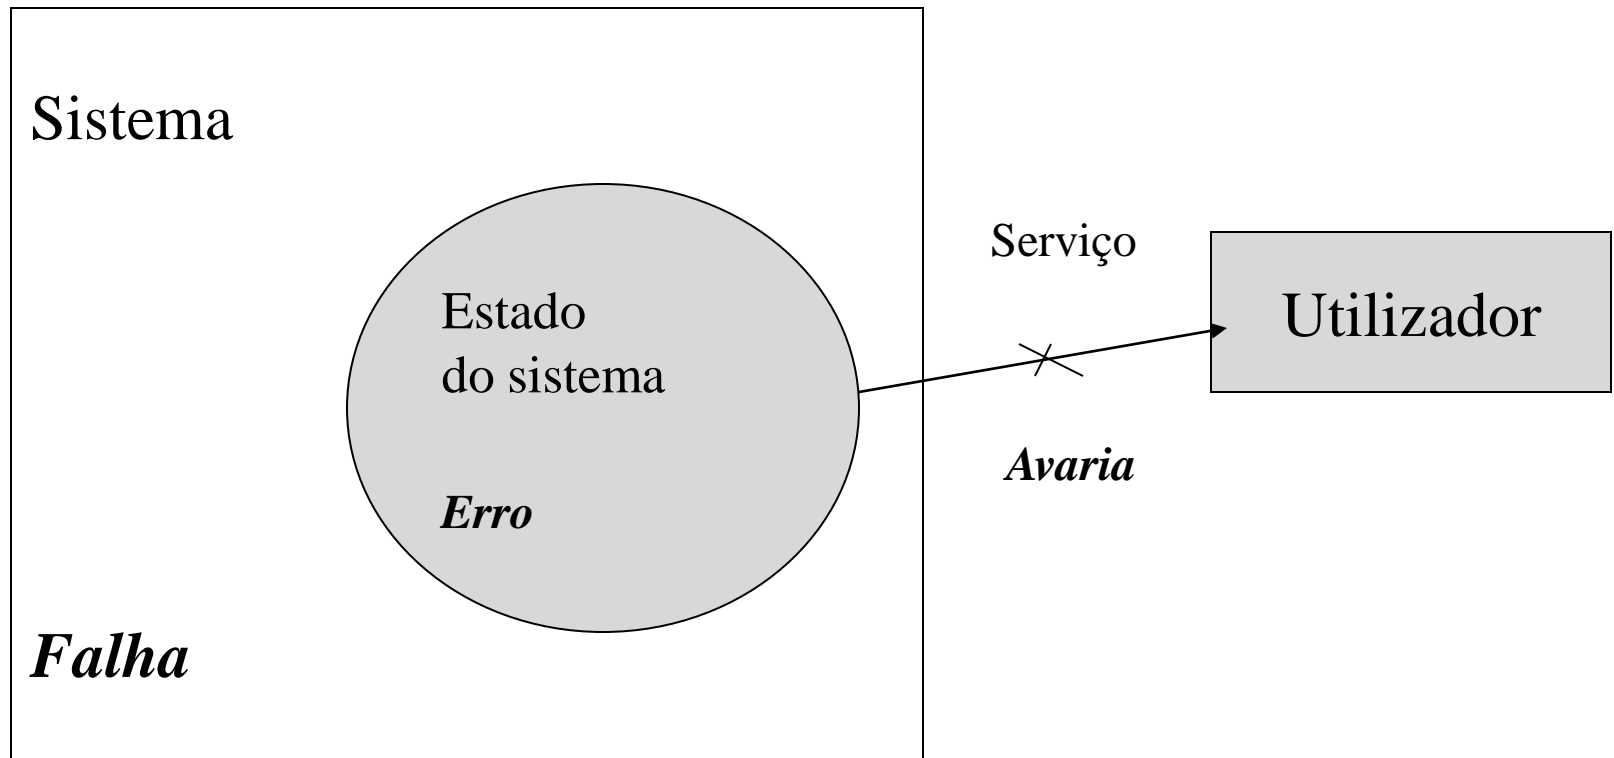 Sistema
Serviço
Estado
do sistema
Utilizador
Avaria
Erro
Falha